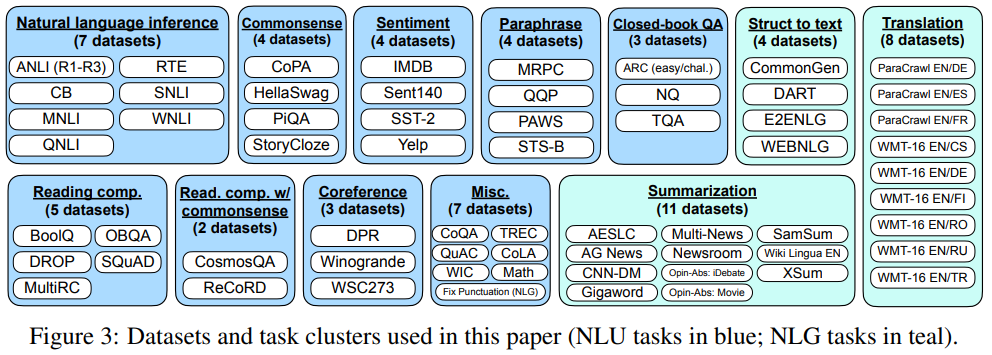 Natural language inference
(7 datasets)
ANLI (R1-R3)
RTE
CB
SNLI
MNLI
WNLI
QNLI
Commonsense
(4 datasets)
CoPA
HellaSwag
PiQA
StoryCloze
Sentiment
(4 datasets)
IMDB
Sent140
SST-2
Yelp
Paraphrase
(4 datasets)
MRPC
QQP
PAWS
STS-B
Closed-book QA
(3 datasets)
ARC (easy/chal.)
NQ
TQA
Struct to text
(4 datasets)
CommonGen
DART
E2ENLG
WEBNLG
Translation
(8 datasets)
ParaCrawl EN/DE
ParaCrawl EN/ES
ParaCrawl EN/FR
WMT-16 EN/CS
WMT-16 EN/DE
WMT-16 EN/FI
WMT-16 EN/RO
WMT-16 EN/RU
WMT-16 EN/TR
Reading comp.
(5 datasets)
BoolQ
OBQA
DROP
SQuAD
MultiRC
Read. comp. w/
commonsense
(2 datasets)
CosmosQA
ReCoRD
Coreference
(3 datasets)
DPR
Winogrande
WSC273
Misc.
(7 datasets)
CoQA
TREC
QuAC
CoLA
WIC
Math
Fix Punctuation (NLG)
Summarization
(11 datasets)
AESLC
Multi-News
SamSum
AG News
Newsroom
Wiki Lingua EN
CNN-DM
Opin-Abs: iDebate
XSum
Gigaword
Opin-Abs: Movie
Figure 3: Datasets and task clusters used in this paper (NLU tasks in blue; NLG tasks in teal).